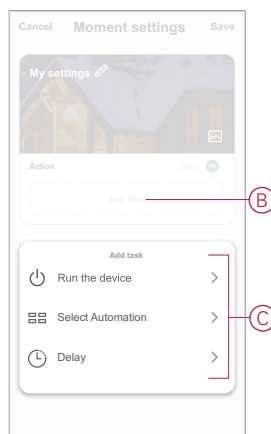 Cancel Moment settings Save
My settings
Action
Add Task
B
Add task
Run the device
Select Automation
C
Delay